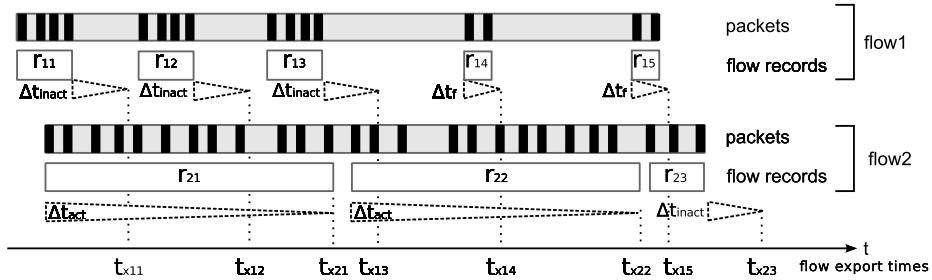 packets
flow1
r11 r12 r13 r14 r15 flow records
Δtinact Δtinact Δtinact Δtf Δtf
packets
flow2
r21 r22 r23 flow records
Δtact Δtact Δtinact
t
tx11 tx12 tx21 tx13 tx14 tx22 tx15 tx23 flow export times